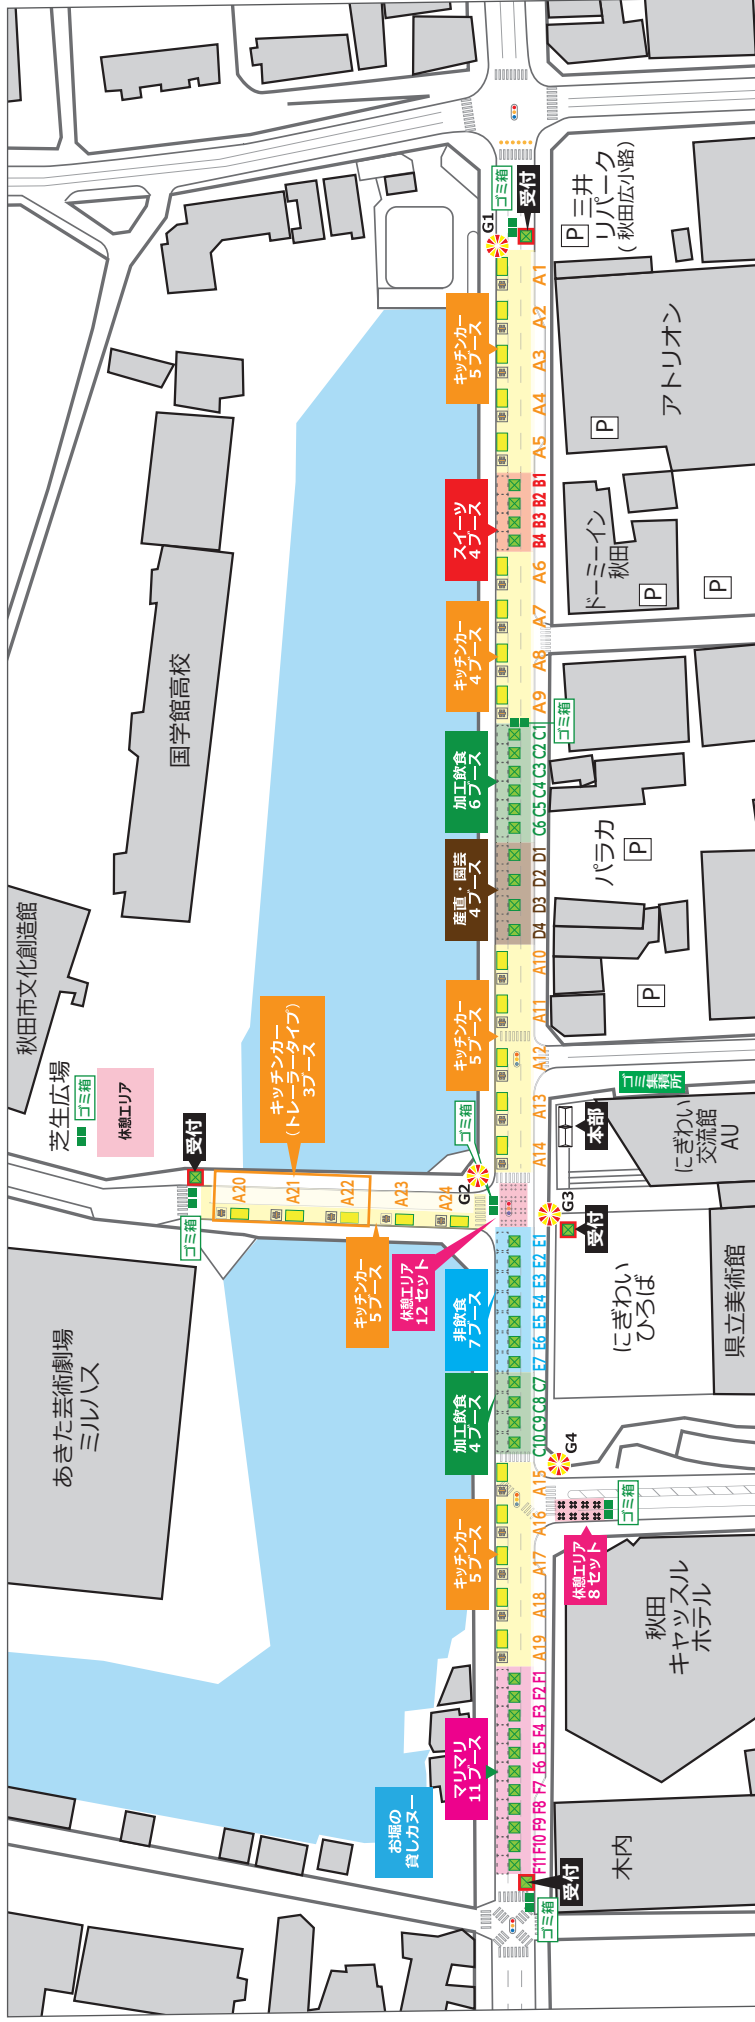 国学館高校
秋田市文化創造館
芝生広場
ゴミ箱
休憩エリア
受付
ゴミ箱
あきた芸術劇場
ミルハス
キッチンカー
(トレーラータイプ)
3ブース
A20
A21
A22
A23
A24
キッチンカー
5ブース
休憩エリア
12セット
ゴミ箱
G2
お堀の
貸しカヌー
マリマリ
11ブース
キッチンカー
5ブース
加工飲食
4ブース
非飲食
7ブース
キッチンカー
5ブース
産直・園芸
4ブース
加工飲食
6ブース
キッチンカー
4ブース
スイーツ
4ブース
キッチンカー
5ブース
G1
ゴミ箱
受付
F11 F10 F9 F8 F7 F6 F5 F4 F3 F2 F1
A19
A18
A17
A16
A15
C10 C9 C8 C7
E7 E6 E5 E4 E3 E2 E1
A14
A13
A12
A11
A10
D4 D3 D2 D1
C6 C5 C4 C3 C2 C1
A9
A8
A7
A6
B4 B3 B2 B1
A5
A4
A3
A2
A1
ゴミ箱
受付
木内
休憩エリア
8セット
ゴミ箱
G4
秋田
キャッスル
ホテル
G3
受付
にぎわい
ひろば
県立美術館
本部
ゴミ集積所
にぎわい
交流館
AU
P
パラカ
P
ゴミ箱
ドーミーイン
秋田
P
P
P
アトリオン
P
三井
リパーク
(秋田広小路)